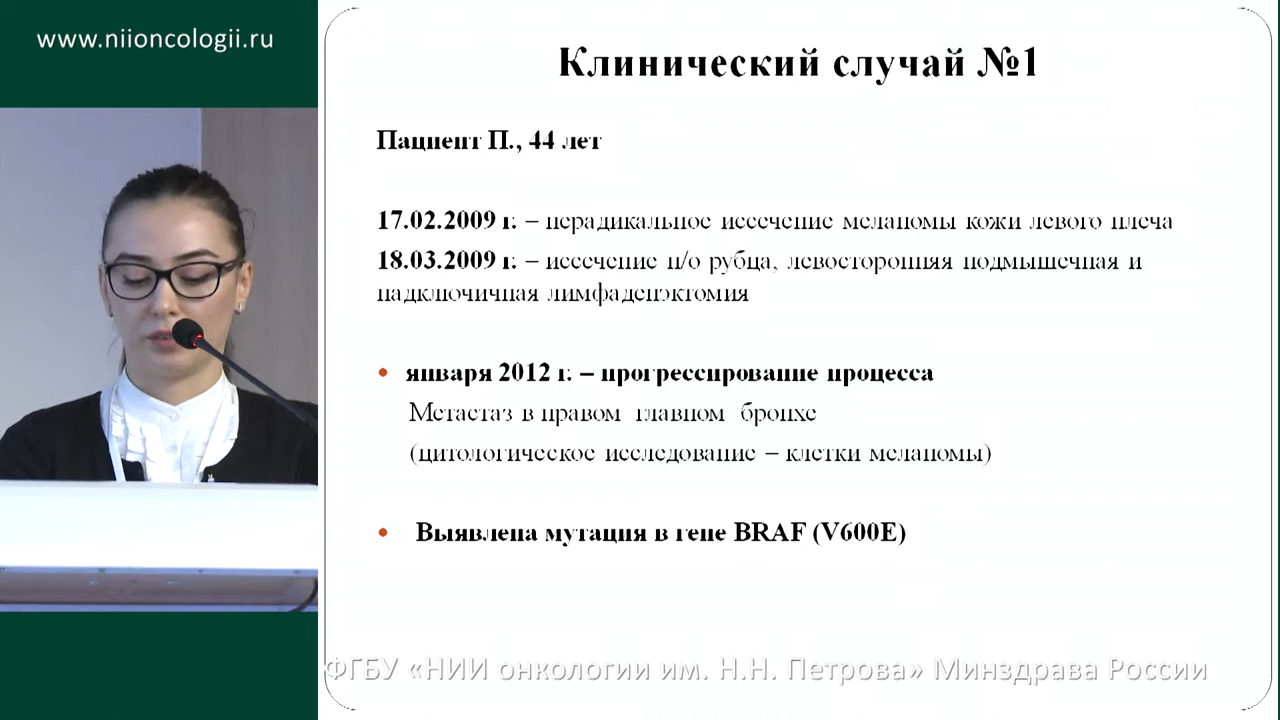 www.niioncologii.ru
Клинический случай №1
Пациент П., 44 лет
17.02.2009 г. – нерадикальное иссечение меланомы кожи левого плеча
18.03.2009 г. – иссечение п/о рубца, левосторонняя подмышечная и
надключичная лимфаденэктомия
• января 2012 г. – прогрессирование процесса
Метастаз в правом главном бронхе
(цитологическое исследование – клетки меланомы)
• Выявлена мутация в гене BRAF (V600E)
ФГБУ «НИИ онкологии им. Н.Н. Петрова» Минздрава России